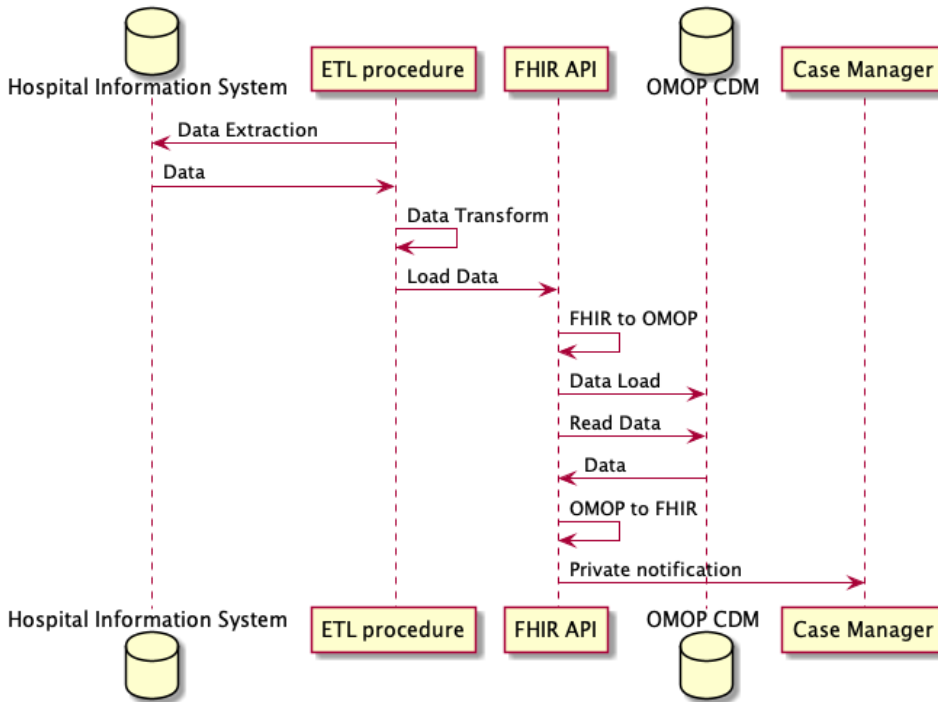 Hospital Information System
ETL procedure
FHIR API
OMOP CDM
Case Manager
Data Extraction
Data
Data Transform
Load Data
FHIR to OMOP
Data Load
Read Data
Data
OMOP to FHIR
Private notification
Hospital Information System
ETL procedure
FHIR API
OMOP CDM
Case Manager